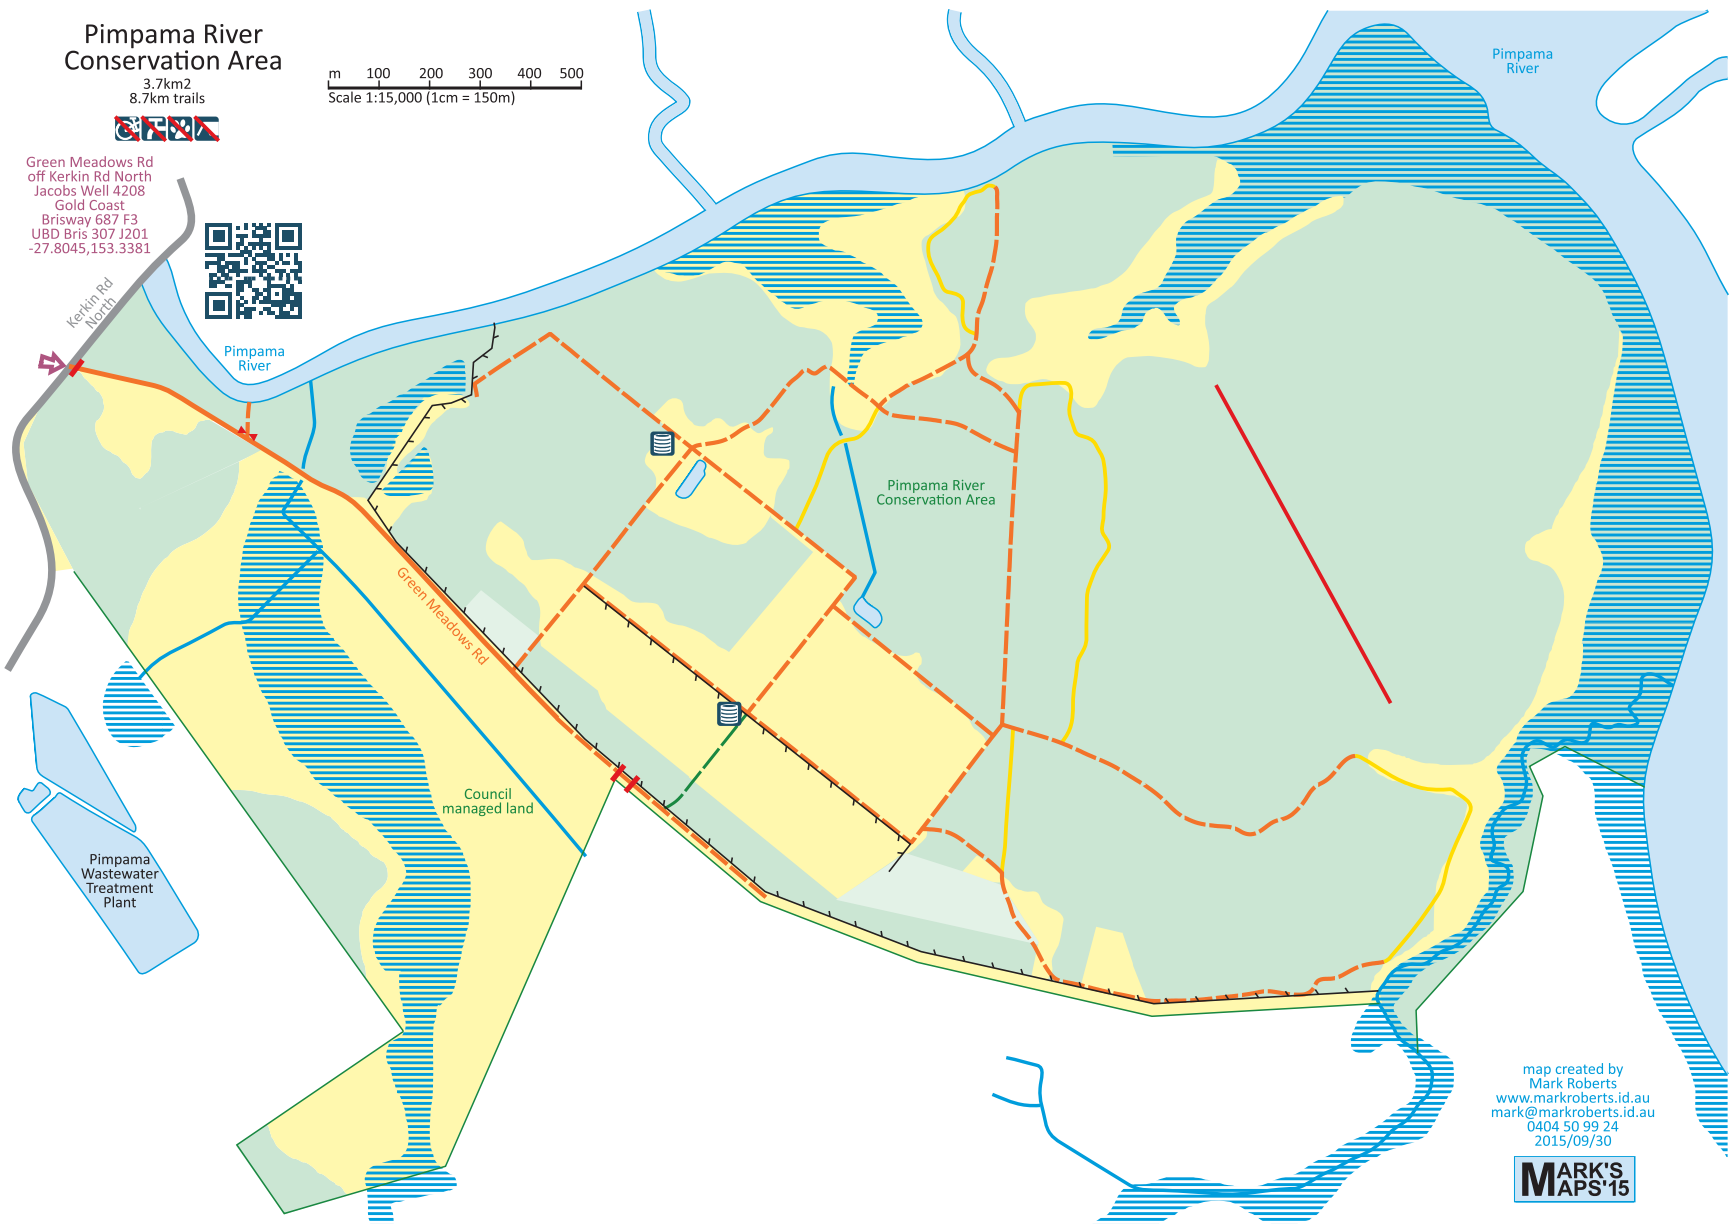 Pimpama River
Conservation Area
3.7km2
8.7km trails
m 100 200 300 400 500
Scale 1:15,000 (1cm = 150m)
Green Meadows Rd
off Kerkin Rd North
Jacobs Well 4208
Gold Coast
Brisway 687 F3
UBD Bris 307 J201
-27.8045,153.3381
Kerkin Rd
North
Pimpama
River
Pimpama
River
Pimpama River
Conservation Area
Green Meadows Rd
Council
managed land
Pimpama
Wastewater
Treatment
Plant
map created by
Mark Roberts
www.markroberts.id.au
mark@markroberts.id.au
0404 50 99 24
2015/09/30
MARK'S
MAPS'15